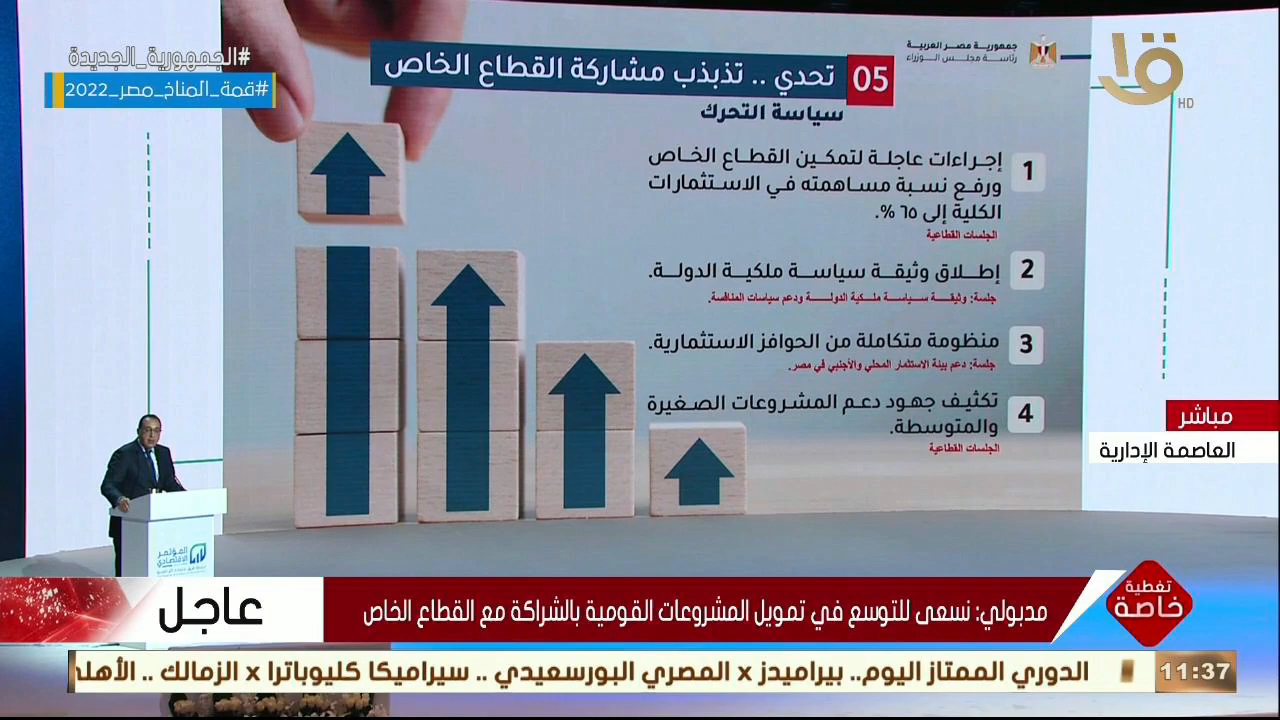 #الجمهورية_الجديدة
#قمة_المناخ_مصر_2022
جمهورية مصر العربية
رئاسة مجلس الوزراء
HD
05
تحدي .. تذبذب مشاركة القطاع الخاص
سياسة التحرك
1
إجراءات عاجلة لتمكين القطاع الخاص
ورفع نسبة مساهمته في الاستثمارات
الكلية إلى ٦٥ %.
الجلسات القطاعية
2
إطلاق وثيقة سياسة ملكية الدولة.
جلسة: وثيقة سياسة ملكية الدولة ودعم سياسات المنافسة.
3
منظومة متكاملة من الحوافز الاستثمارية.
جلسة: دعم بيئة الاستثمار المحلي والأجنبي في مصر.
4
تكثيف جهود دعم المشروعات الصغيرة
والمتوسطة.
الجلسات القطاعية
مباشر
العاصمة الإدارية
المؤتمر
الاقتصادي
تغطية
خاصة
مدبولي: نسعى للتوسع في تمويل المشروعات القومية بالشراكة مع القطاع الخاص
عاجل
11:37
الدوري الممتاز اليوم.. بيراميدز x المصري البورسعيدي .. سيراميكا كليوباترا x الزمالك .. الأهلي